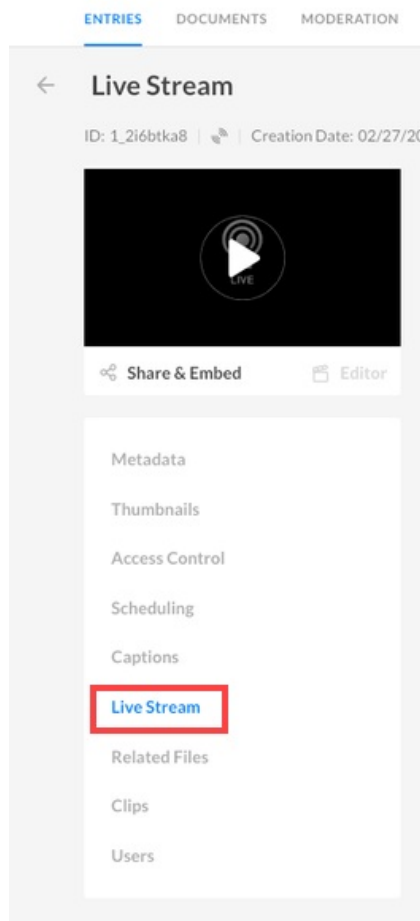 ENTRIES DOCUMENTS MODERATION
Live Stream
ID: 1_2i6btka8 | Creation Date: 02/27/20
LIVE
Share & Embed Editor
Metadata
Thumbnails
Access Control
Scheduling
Captions
Live Stream
Related Files
Clips
Users